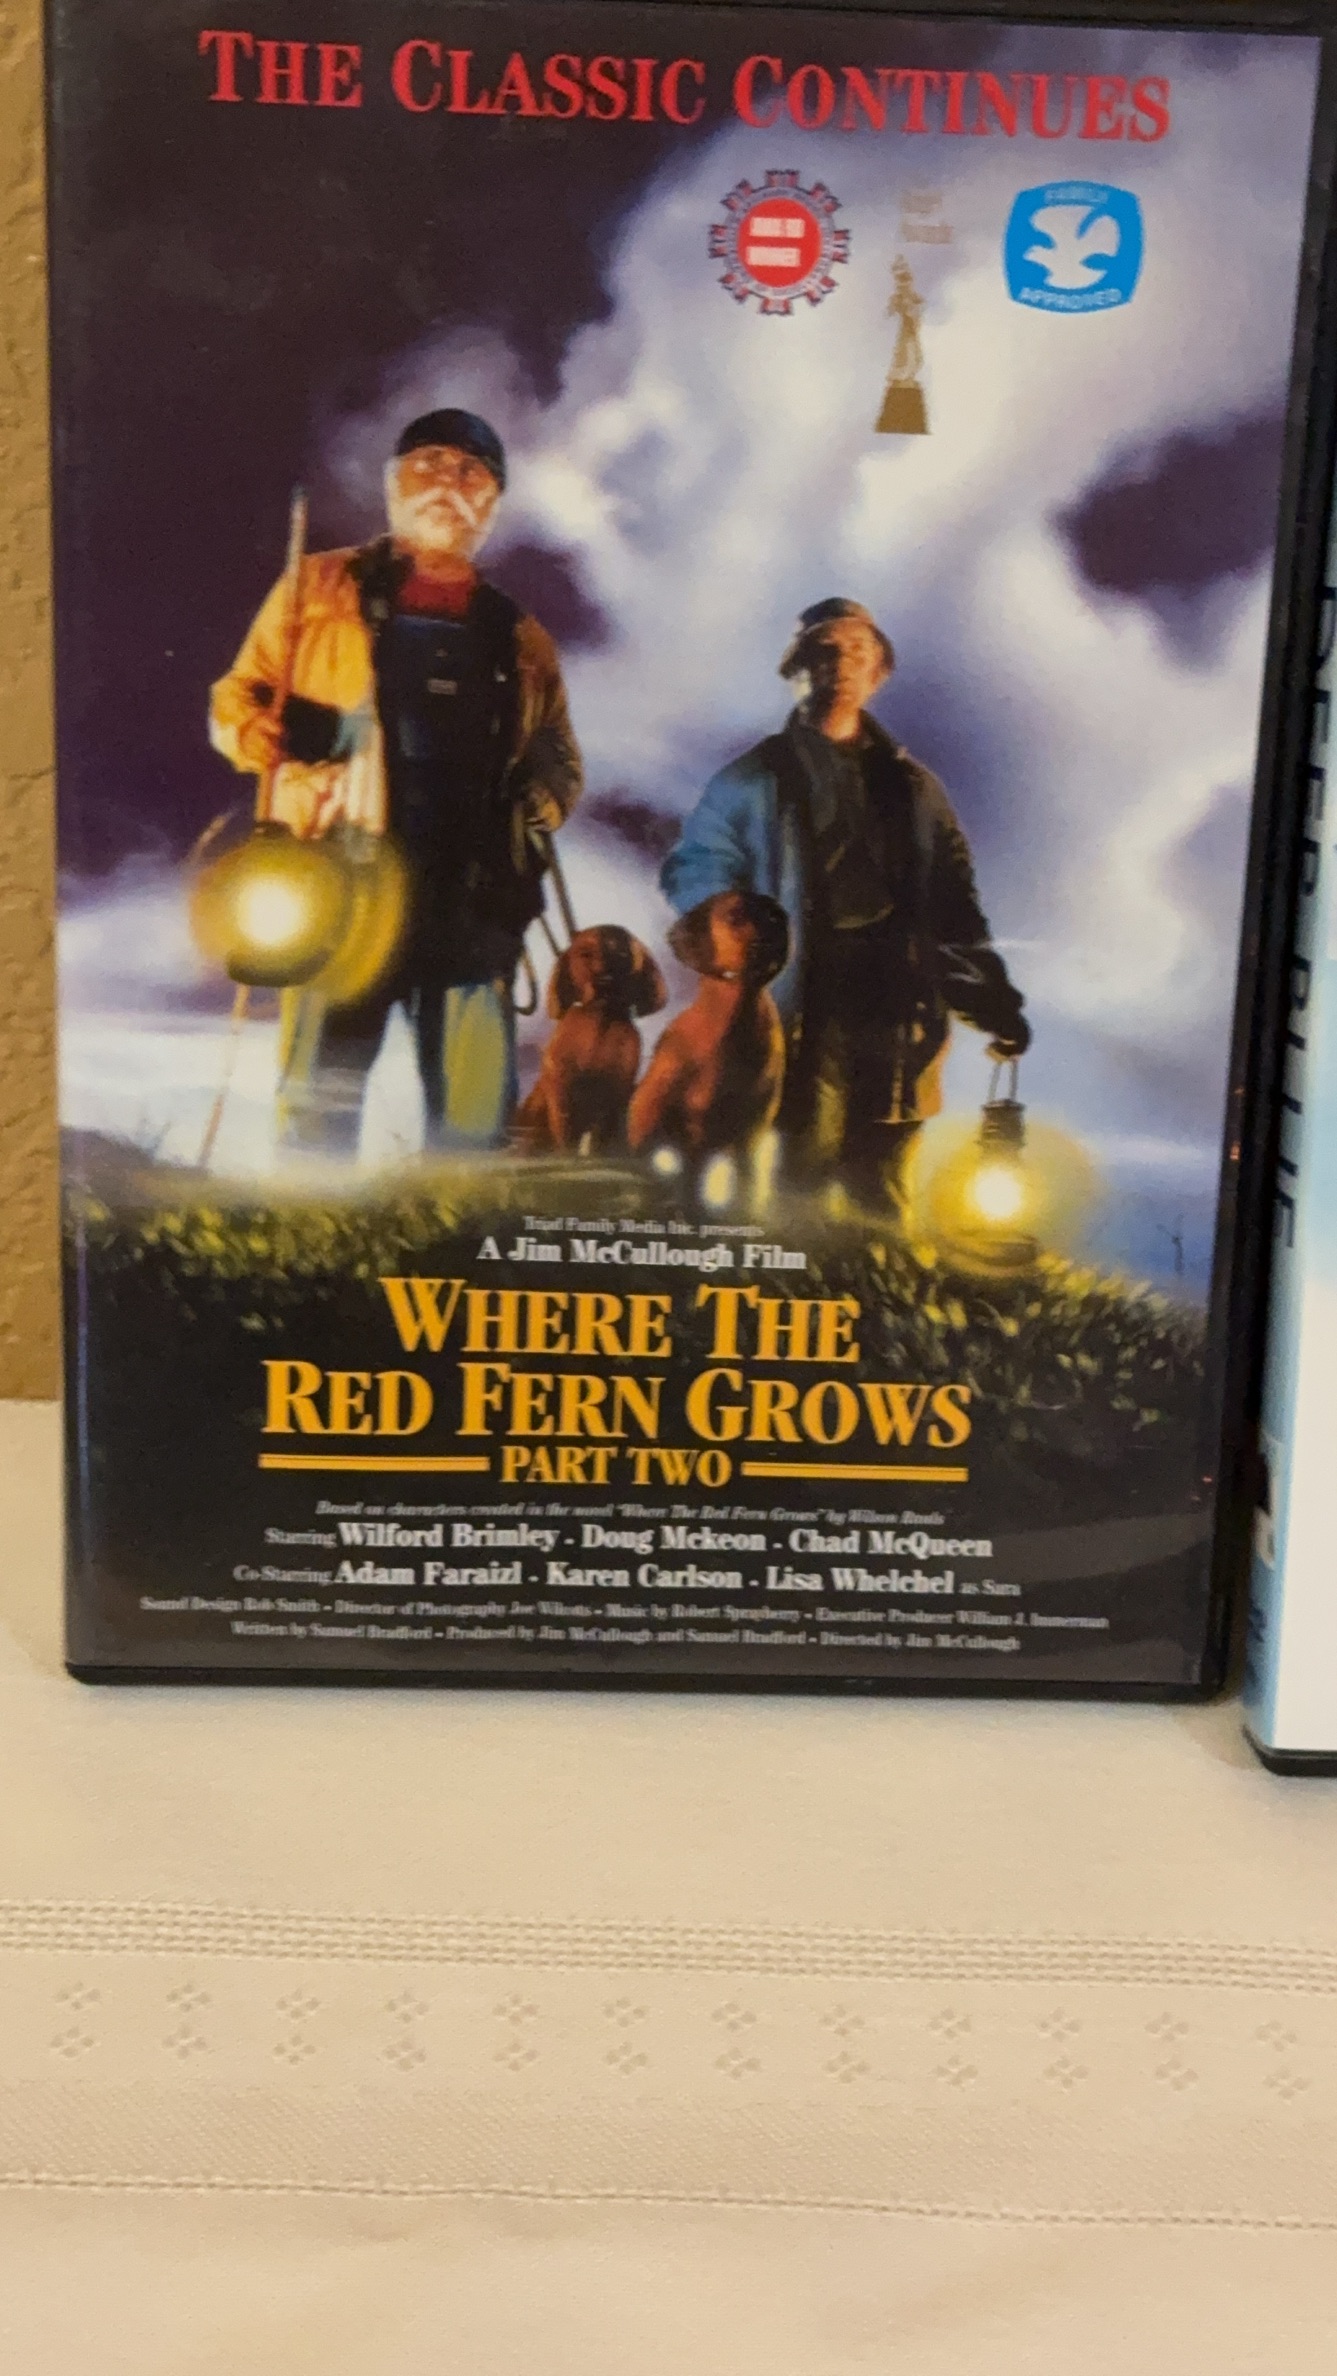 THE CLASSIC CONTINUES
FAMILY
APPROVED
Triad Family Media Inc. presents
A Jim McCullough Film
WHERE THE
RED FERN GROWS
PART TWO
Based on characters created in the novel "Where The Red Fern Grows" by Wilson Rawls
Starring Wilford Brimley - Doug Mckeon - Chad McQueen
Co-Starring Adam Faraizl - Karen Carlson - Lisa Whelchel as Sara
Sound Design Bob Smith - Director of Photography Joe Wilcots - Music by Robert Sprayberry - Executive Producer William J. Immerman
Written by Samuel Bradford - Produced by Jim McCullough and Samuel Bradford - Directed by Jim McCullough
DEEP BLUE